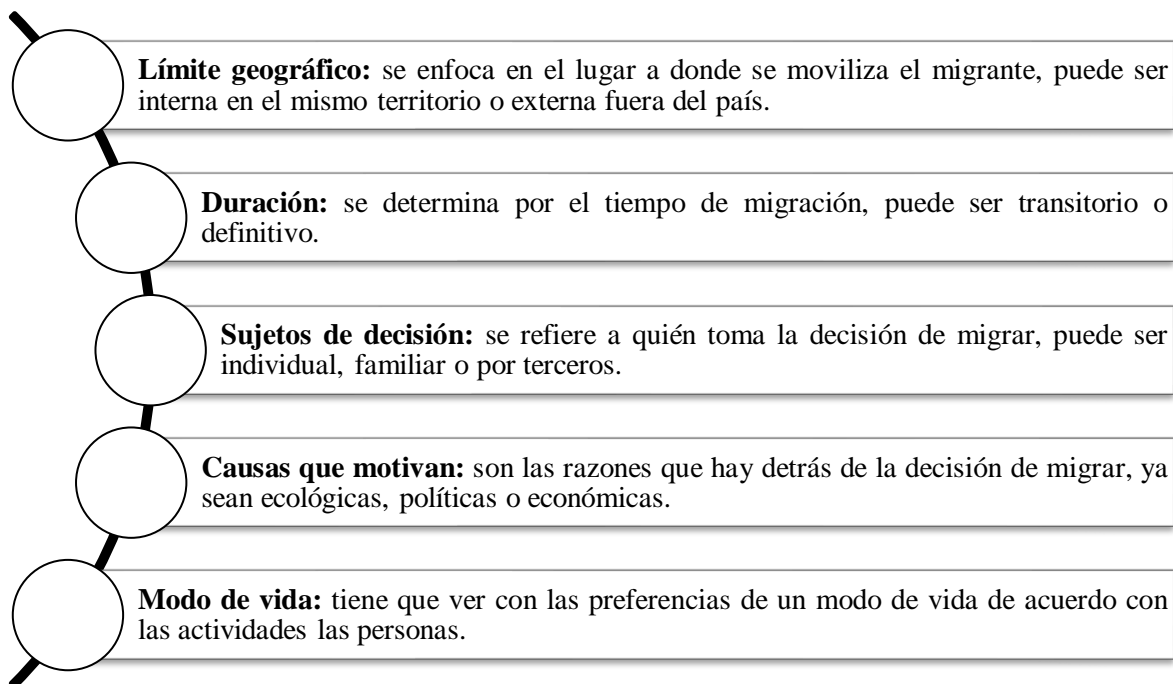 Límite geográfico: se enfoca en el lugar a donde se moviliza el migrante, puede ser
interna en el mismo territorio o externa fuera del país.
Duración: se determina por el tiempo de migración, puede ser transitorio o
definitivo.
Sujetos de decisión: se refiere a quién toma la decisión de migrar, puede ser
individual, familiar o por terceros.
Causas que motivan: son las razones que hay detrás de la decisión de migrar, ya
sean ecológicas, políticas o económicas.
Modo de vida: tiene que ver con las preferencias de un modo de vida de acuerdo con
las actividades las personas.